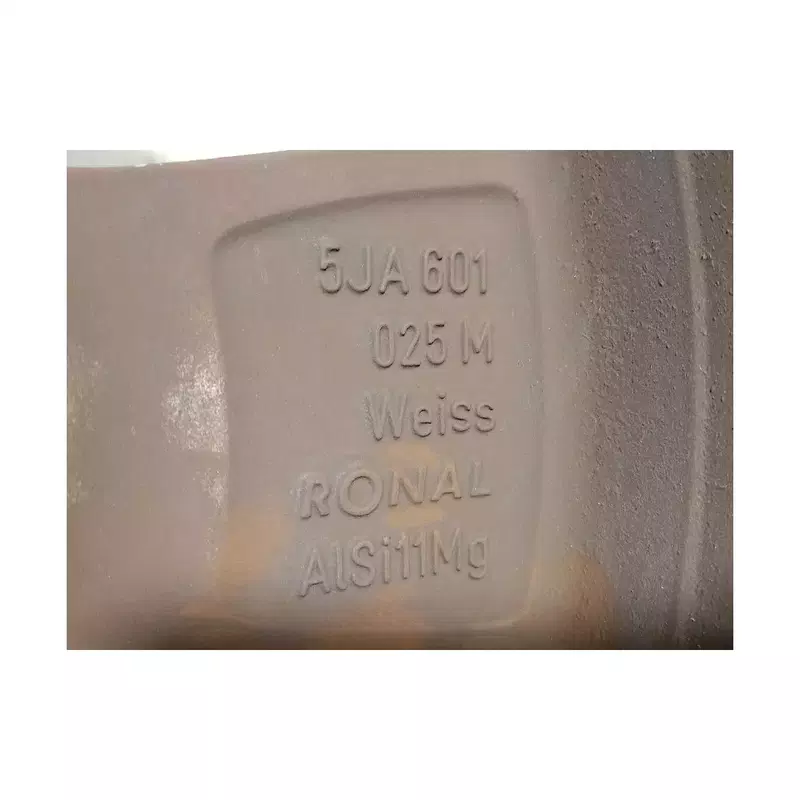 5JA 601
025 M
Weiss
RONAL
AlSi11Mg